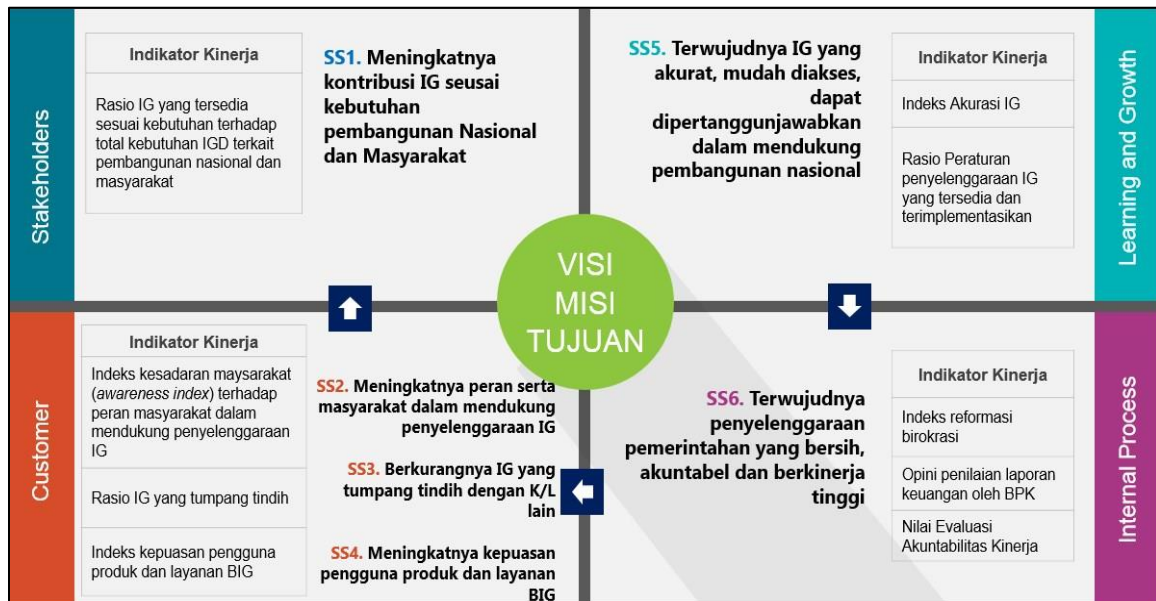 Stakeholders
Indikator Kinerja
Rasio IG yang tersedia
sesuai kebutuhan terhadap
total kebutuhan IGD terkait
pembangunan nasional dan
masyarakat
SS1. Meningkatnya
kontribusi IG seusai
kebutuhan
pembangunan Nasional
dan Masyarakat
SS5. Terwujudnya IG yang
akurat, mudah diakses,
dapat
dipertanggunjawabkan
dalam mendukung
pembangunan nasional
Indikator Kinerja
Indeks Akurasi IG
Rasio Peraturan
penyelenggaraan IG
yang tersedia dan
terimplementasikan
Learning and Growth
VISI
MISI
TUJUAN
Customer
Indikator Kinerja
Indeks kesadaran maysarakat
(awareness index) terhadap
peran masyarakat dalam
mendukung penyelenggaraan
IG
Rasio IG yang tumpang tindih
Indeks kepuasan pengguna
produk dan layanan BIG
SS2. Meningkatnya peran serta
masyarakat dalam mendukung
penyelenggaraan IG
SS3. Berkurangnya IG yang
tumpang tindih dengan K/L
lain
SS4. Meningkatnya kepuasan
pengguna produk dan layanan
BIG
SS6. Terwujudnya
penyelenggaraan
pemerintahan yang bersih,
akuntabel dan berkinerja
tinggi
Indikator Kinerja
Indeks reformasi
birokrasi
Opini penilaian laporan
keuangan oleh BPK
Nilai Evaluasi
Akuntabilitas Kinerja
Internal Process